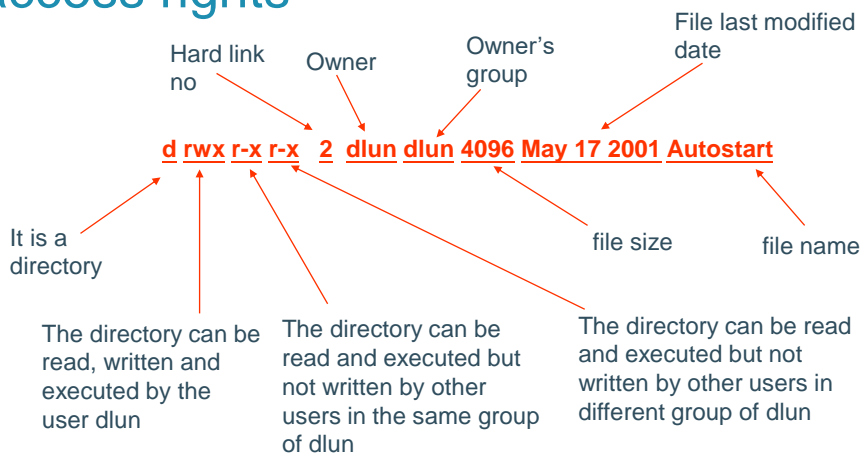 access rights
Hard link
no
Owner
Owner's
group
File last modified
date
d rwx r-x r-x 2 dlun dlun 4096 May 17 2001 Autostart
It is a
directory
file size
file name
The directory can be
read, written and
executed by the
user dlun
The directory can be
read and executed but
not written by other
users in the same group
of dlun
The directory can be read
and executed but not
written by other users in
different group of dlun